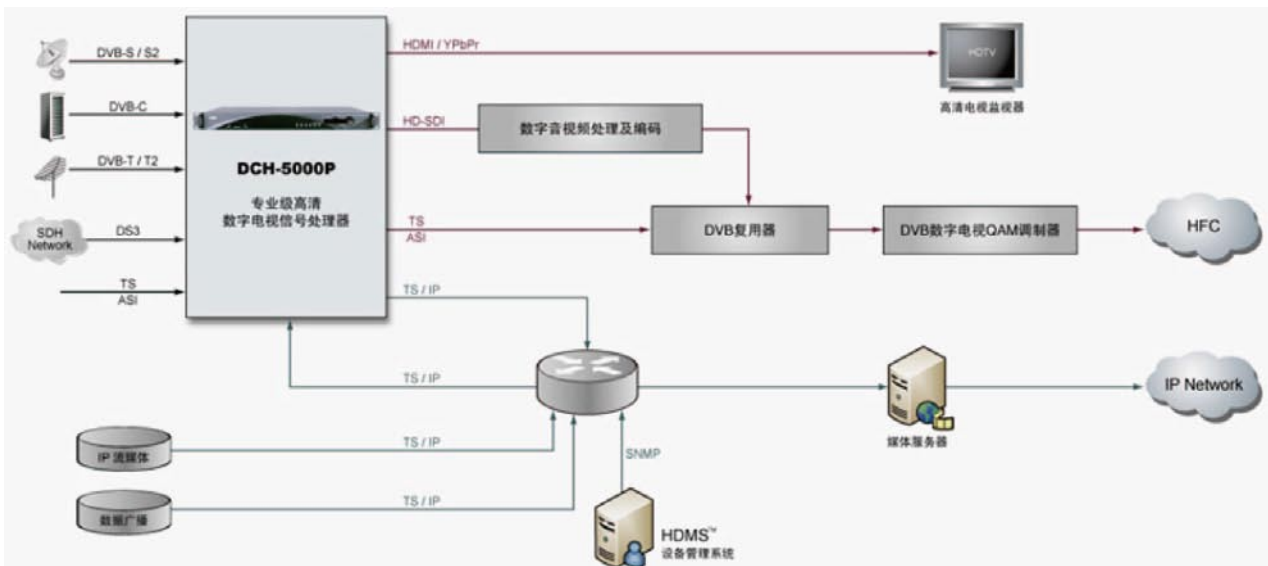 DVB-S / S2
HDMI / YPbPr
HDTV
高清电视监视器
DVB-C
HD-SDI
数字音视频处理及编码
DVB-T / T2
DCH-5000P
专业级高清
数字电视信号处理器
SDH
Network
DS3
TS
ASI
DVB复用器
DVB数字电视QAM调制器
HFC
TS
ASI
TS / IP
TS / IP
IP Network
媒体服务器
IP 流媒体
TS / IP
SNMP
数据广播
TS / IP
HDMS™
设备管理系统